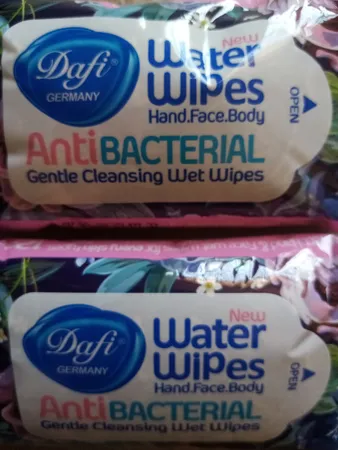 Dafi®
GERMANY
New
Water
Wipes
Hand.Face.Body
OPEN
AntiBACTERIAL
Gentle Cleansing Wet Wipes
Dafi®
GERMANY
New
Water
Wipes
Hand.Face.Body
OPEN
AntiBACTERIAL
Gentle Cleansing Wet Wipes